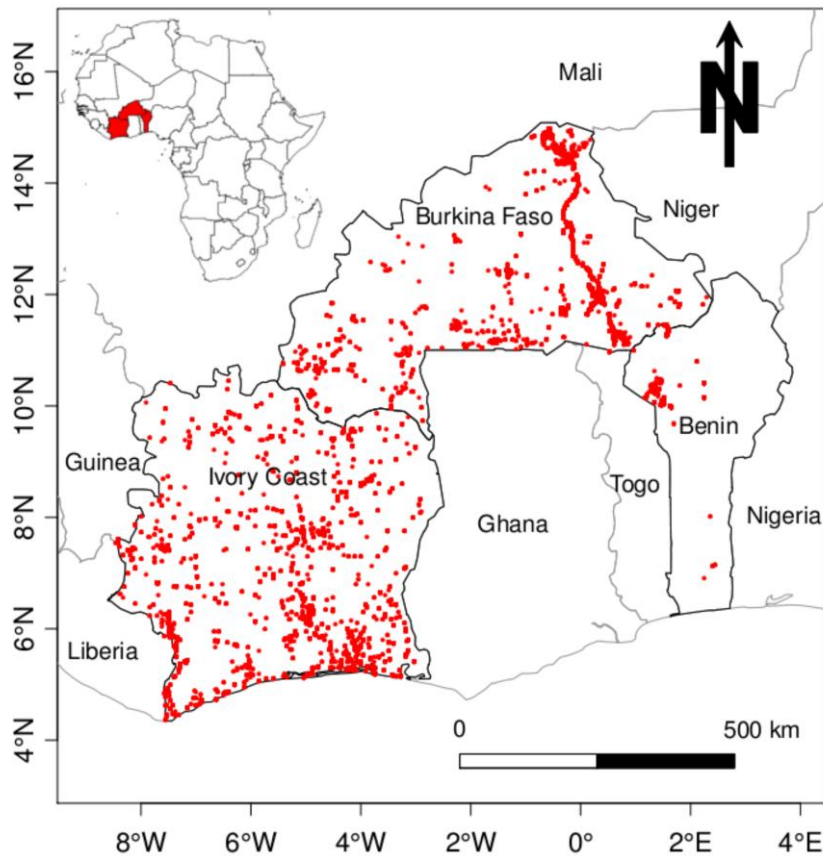 16°N
14°N
12°N
10°N
8°N
6°N
4°N
N
Mali
Niger
Burkina Faso
Benin
Guinea
Ivory Coast
Togo
Ghana
Nigeria
Liberia
0 500 km
8°W 6°W 4°W 2°W 0° 2°E